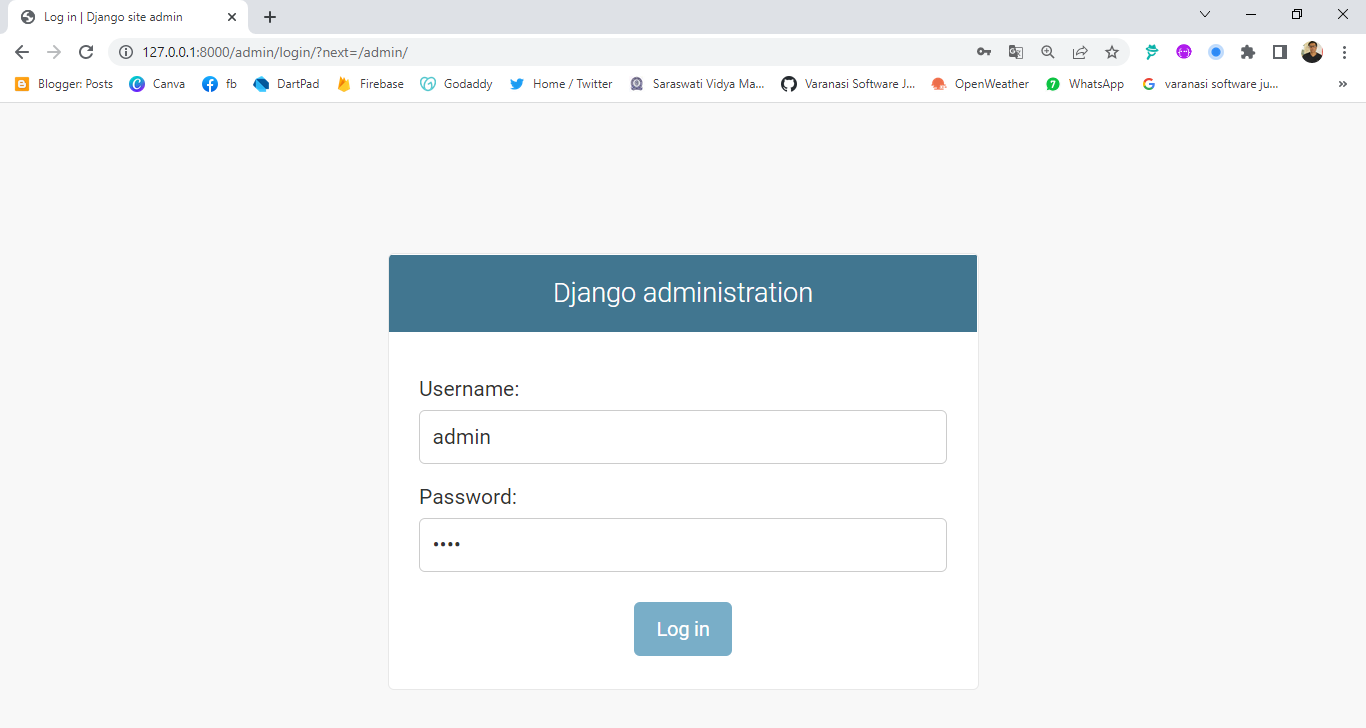 Log in | Django site admin
127.0.0.1:8000/admin/login/?next=/admin/
Blogger: Posts Canva fb DartPad Firebase Godaddy Home / Twitter Saraswati Vidya Ma... Varanasi Software J... OpenWeather 7 WhatsApp varanasi software ju... »
Django administration
Username:
admin
Password:
••••
Log in